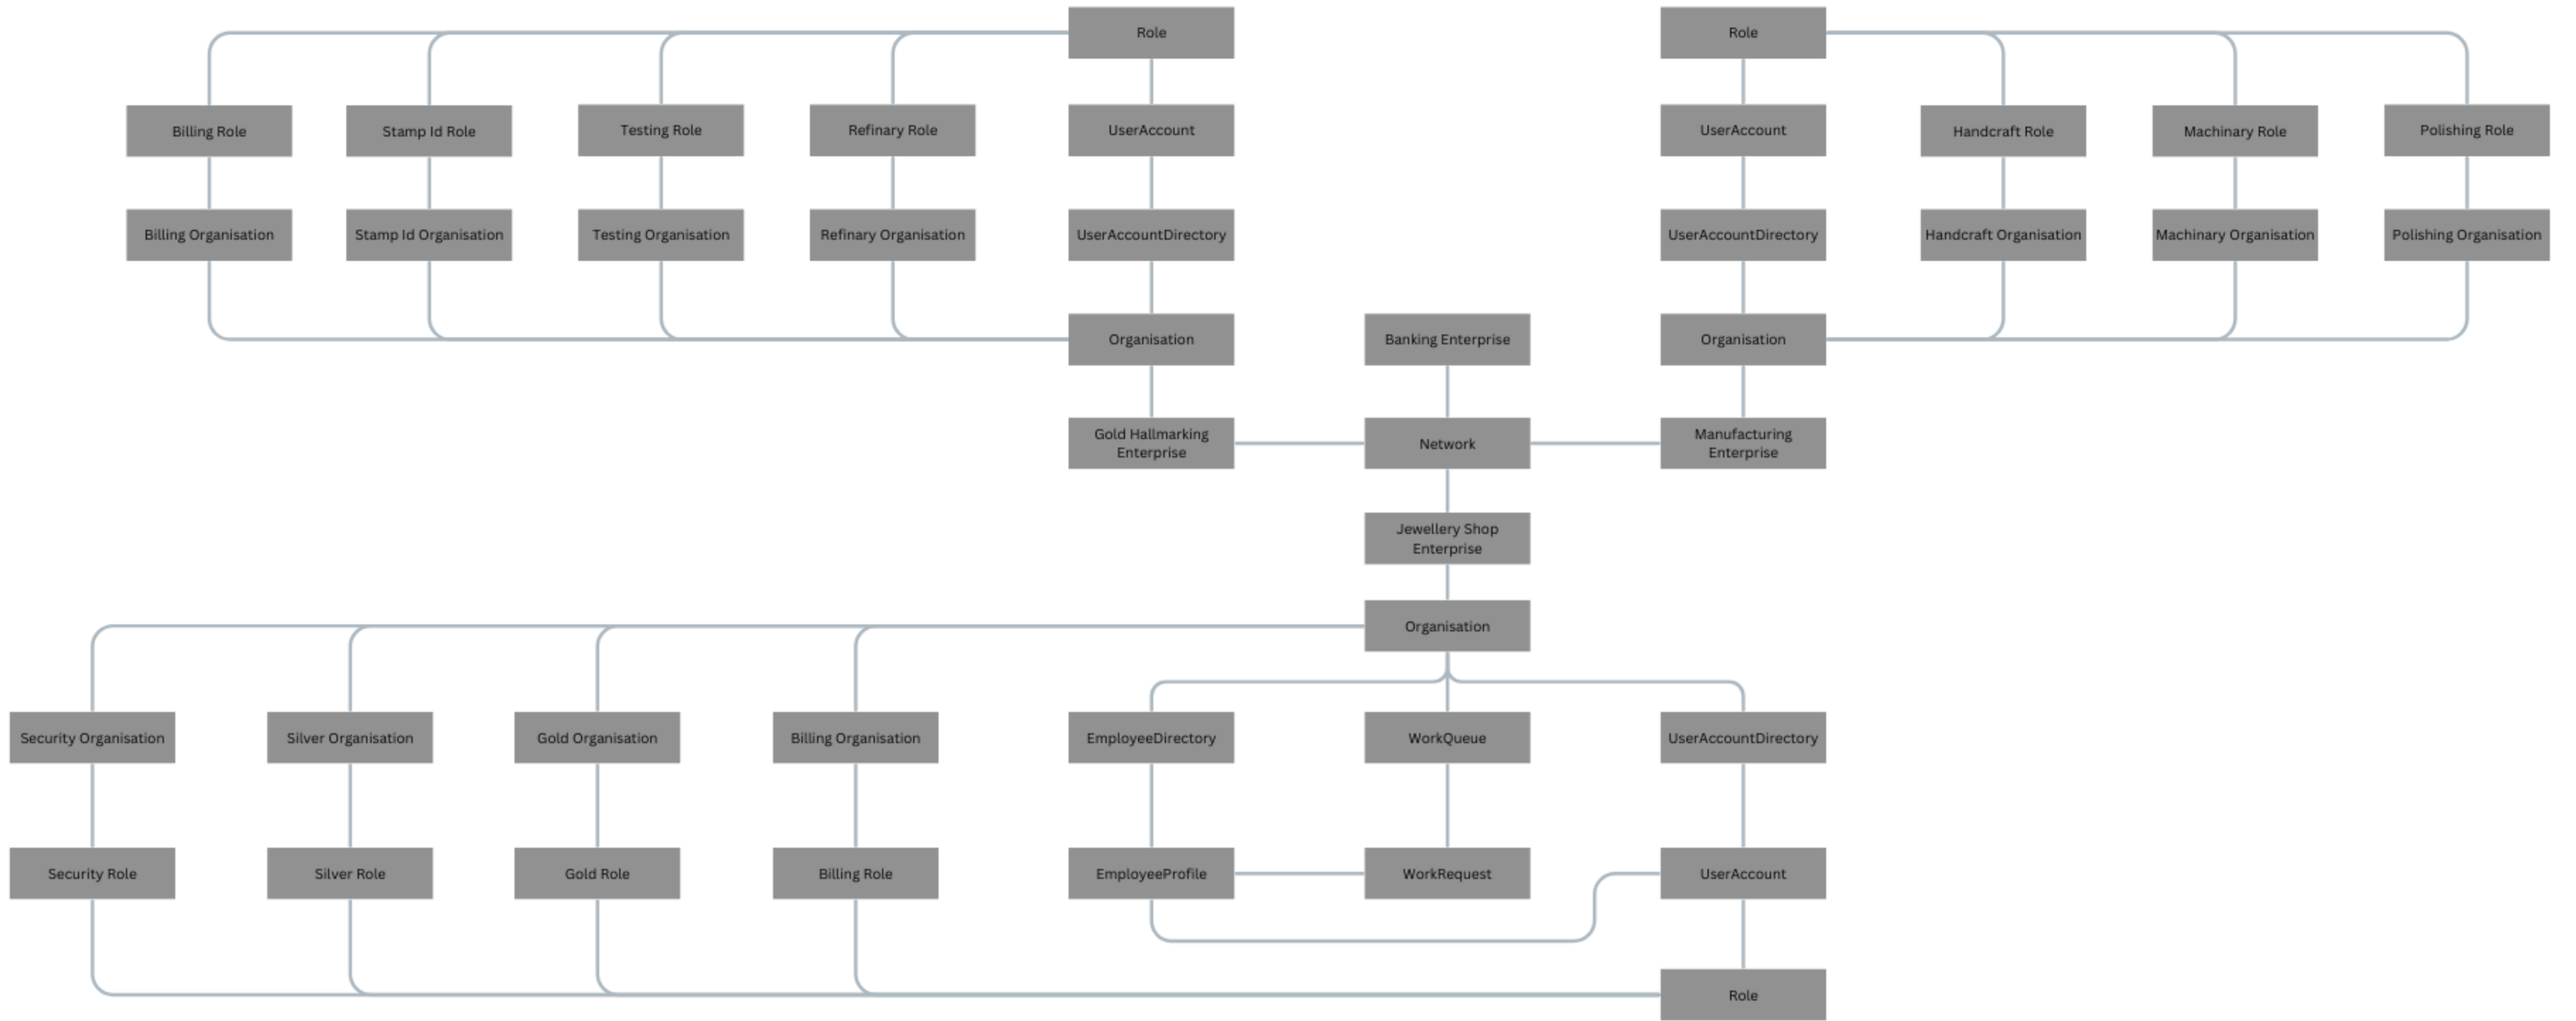 Role
Role
Billing Role
Stamp Id Role
Testing Role
Refinary Role
UserAccount
UserAccount
Handcraft Role
Machinary Role
Polishing Role
Billing Organisation
Stamp Id Organisation
Testing Organisation
Refinary Organisation
UserAccountDirectory
UserAccountDirectory
Handcraft Organisation
Machinary Organisation
Polishing Organisation
Organisation
Banking Enterprise
Organisation
Gold Hallmarking
Enterprise
Network
Manufacturing
Enterprise
Jewellery Shop
Enterprise
Organisation
Security Organisation
Silver Organisation
Gold Organisation
Billing Organisation
EmployeeDirectory
WorkQueue
UserAccountDirectory
Security Role
Silver Role
Gold Role
Billing Role
EmployeeProfile
WorkRequest
UserAccount
Role